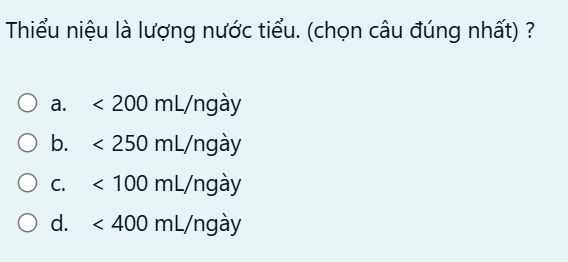 Thiểu niệu là lượng nước tiểu. (chọn câu đúng nhất) ?
a. < 200 mL/ngày
b. < 250 mL/ngày
c. < 100 mL/ngày
d. < 400 mL/ngày